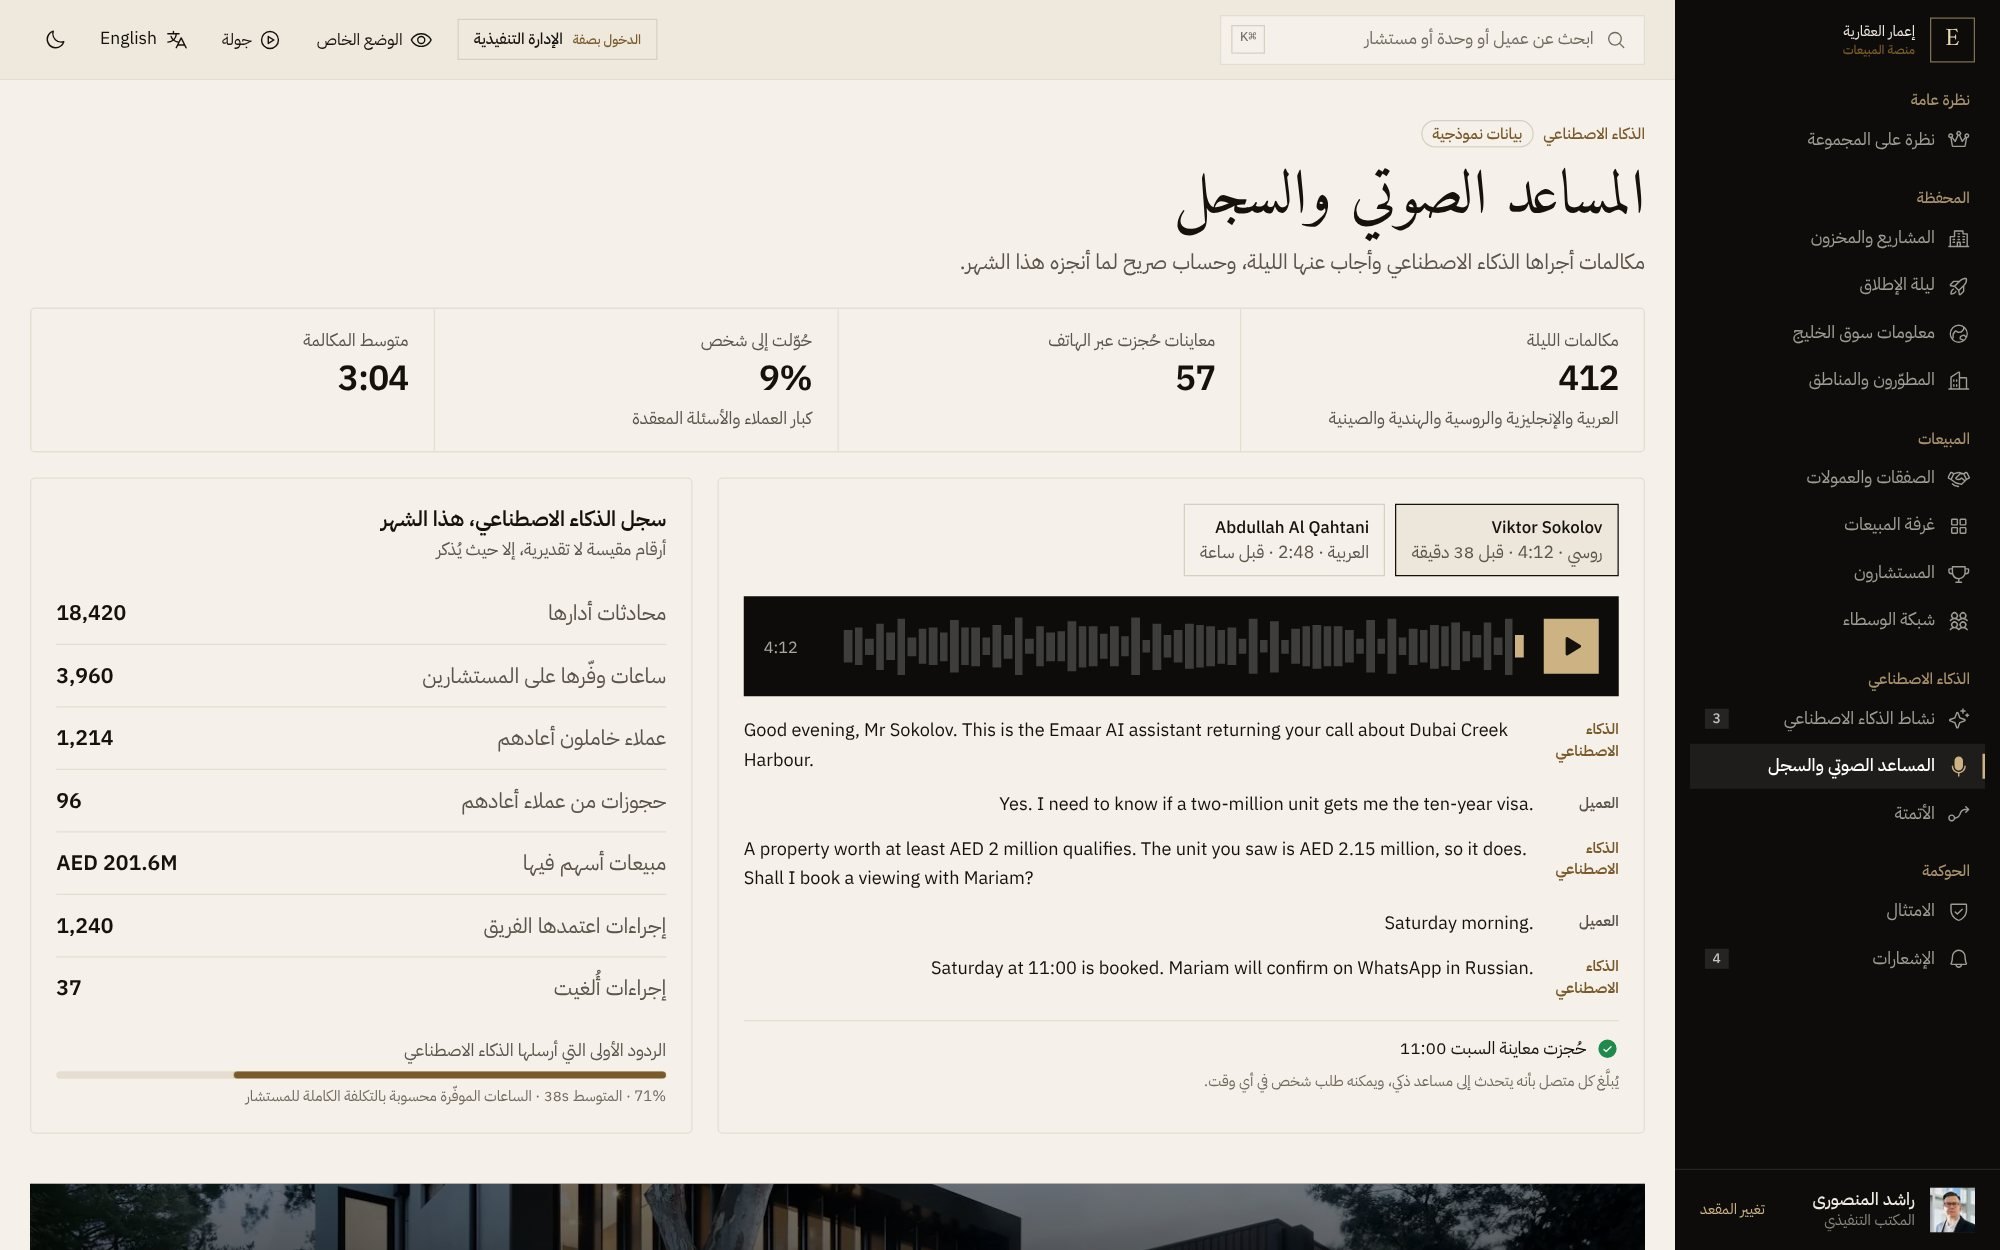 E
إعمار العقارية
منصة المبيعات
نظرة عامة
نظرة على المجموعة
المحفظة
المشاريع والمخزون
ليلة الإطلاق
معلومات سوق الخليج
المطوّرون والمناطق
المبيعات
الصفقات والعمولات
غرفة المبيعات
المستشارون
شبكة الوسطاء
الذكاء الاصطناعي
نشاط الذكاء الاصطناعي 3
المساعد الصوتي والسجل
الأتمتة
الحوكمة
الامتثال
الإشعارات 4
راشد المنصوري
المكتب التنفيذي
تغيير المقعد
ابحث عن عميل أو وحدة أو مستشار
⌘K
الدخول بصفة الإدارة التنفيذية
الوضع الخاص
جولة
English
الذكاء الاصطناعي بيانات نموذجية
المساعد الصوتي والسجل
مكالمات أجراها الذكاء الاصطناعي وأجاب عنها الليلة، وحساب صريح لما أنجزه هذا الشهر.
مكالمات الليلة
412
العربية والإنجليزية والروسية والهندية والصينية
معاينات حُجزت عبر الهاتف
57
حُوّلت إلى شخص
9%
كبار العملاء والأسئلة المعقدة
متوسط المكالمة
3:04
Viktor Sokolov
روسي · 4:12 · قبل 38 دقيقة
Abdullah Al Qahtani
العربية · 2:48 · قبل ساعة
4:12
الذكاء الاصطناعي
Good evening, Mr Sokolov. This is the Emaar AI assistant returning your call about Dubai Creek
Harbour.
العميل
Yes. I need to know if a two-million unit gets me the ten-year visa.
الذكاء الاصطناعي
A property worth at least AED 2 million qualifies. The unit you saw is AED 2.15 million, so it does.
Shall I book a viewing with Mariam?
العميل
Saturday morning.
الذكاء الاصطناعي
Saturday at 11:00 is booked. Mariam will confirm on WhatsApp in Russian.
حُجزت معاينة السبت 11:00
يُبلَّغ كل متصل بأنه يتحدث إلى مساعد ذكي، ويمكنه طلب شخص في أي وقت.
سجل الذكاء الاصطناعي، هذا الشهر
أرقام مقيسة لا تقديرية، إلا حيث يُذكر
محادثات أدارها 18,420
ساعات وفّرها على المستشارين 3,960
عملاء خاملون أعادهم 1,214
حجوزات من عملاء أعادهم 96
مبيعات أسهم فيها AED 201.6M
إجراءات اعتمدها الفريق 1,240
إجراءات أُلغيت 37
الردود الأولى التي أرسلها الذكاء الاصطناعي
71% · المتوسط 38s · الساعات الموفّرة محسوبة بالتكلفة الكاملة للمستشار